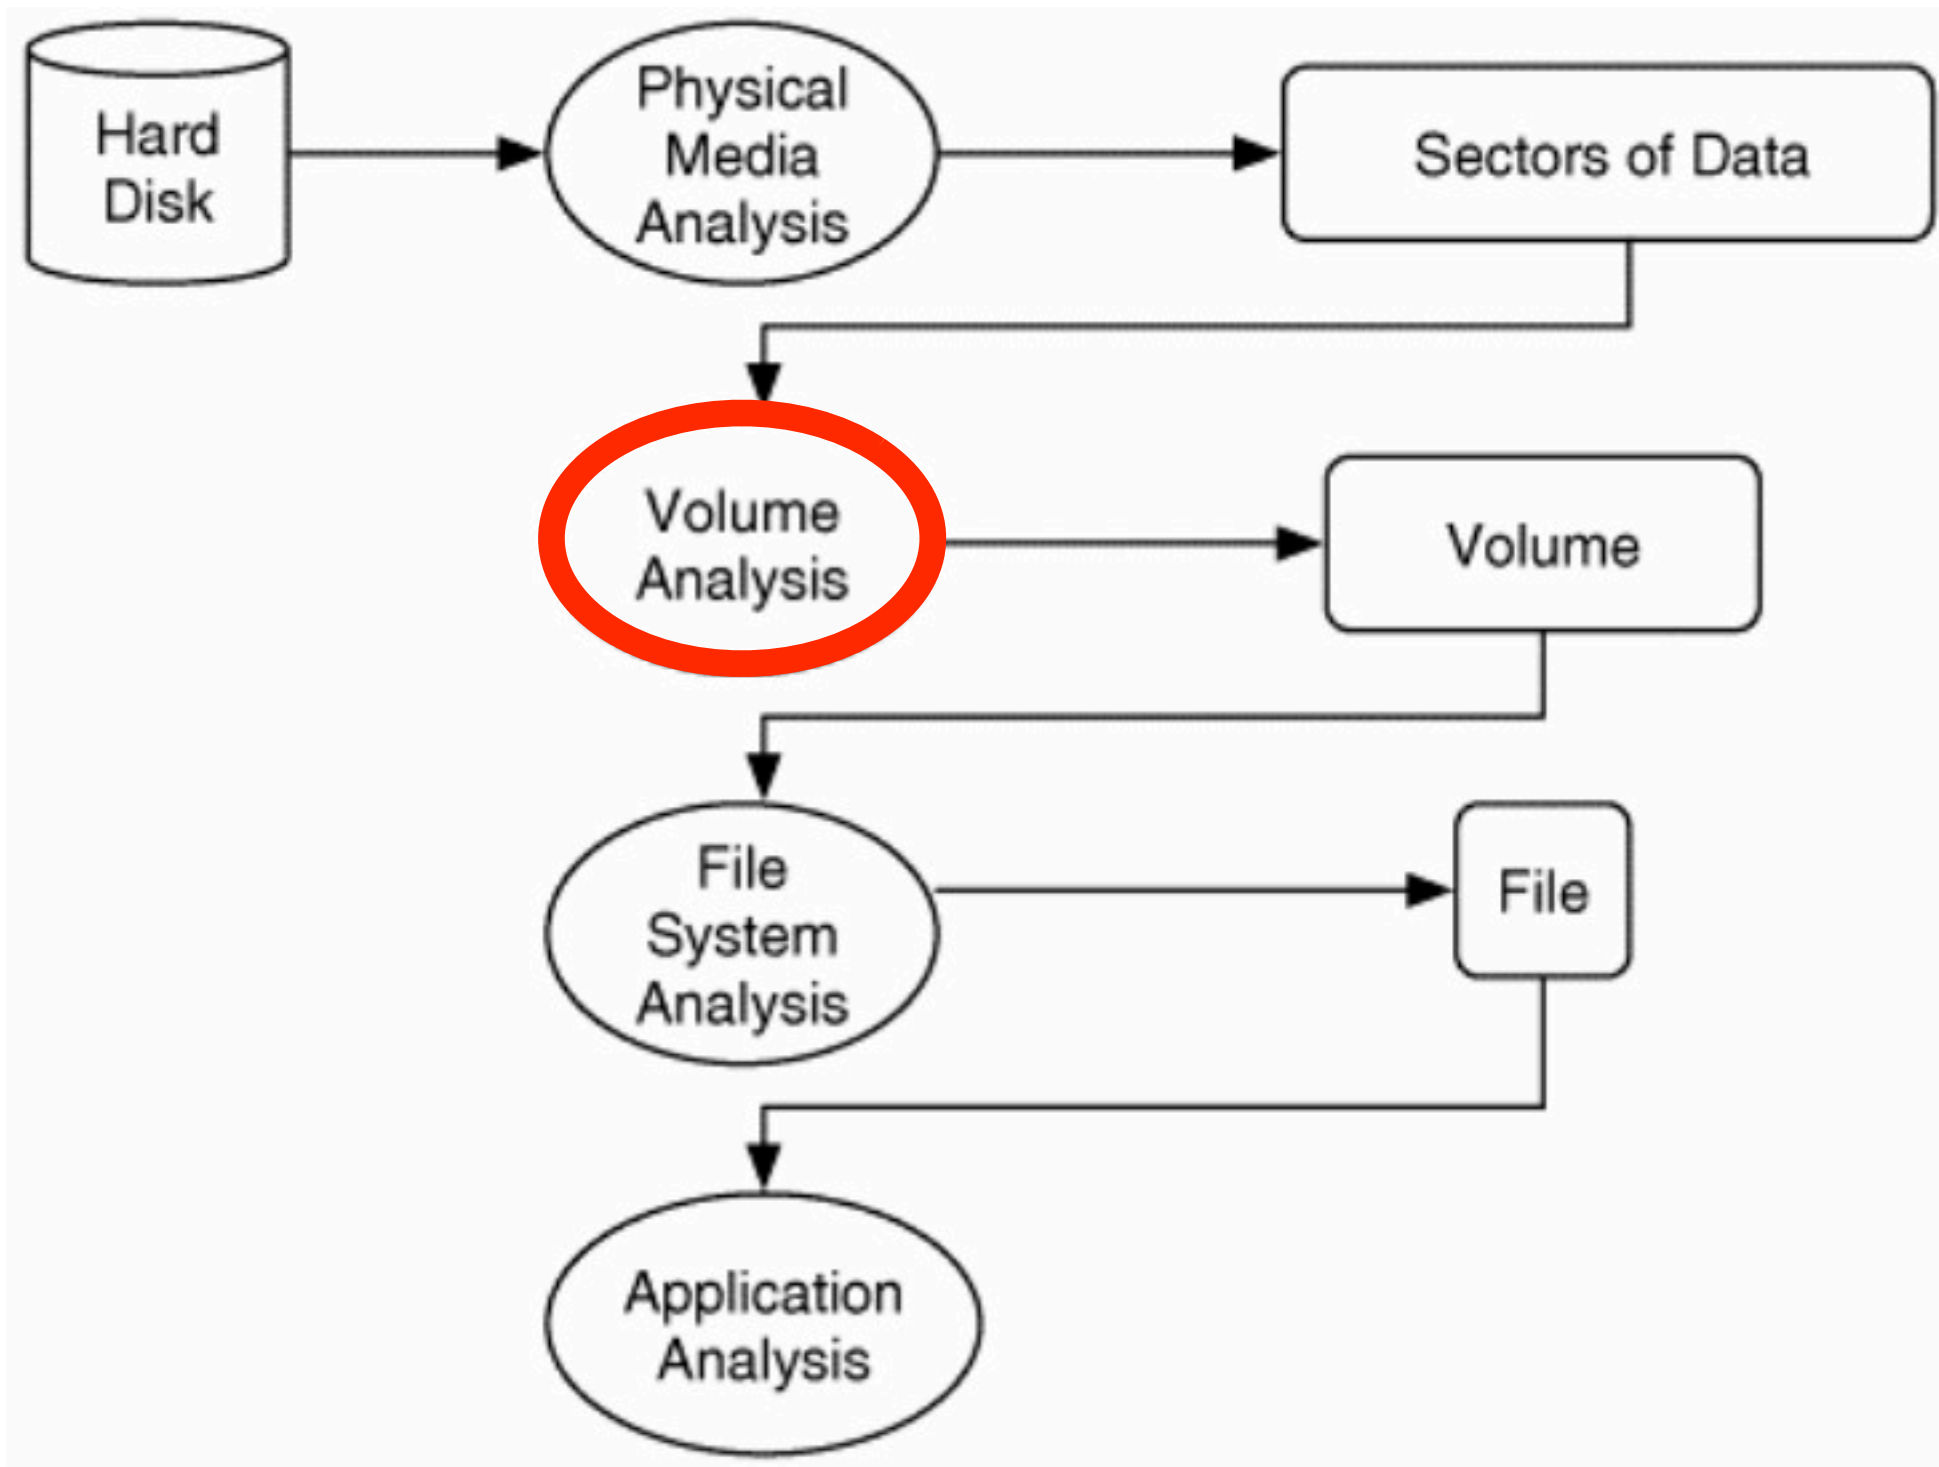 Hard
Disk
Physical
Media
Analysis
Sectors of Data
Volume
Analysis
Volume
File
System
Analysis
File
Application
Analysis